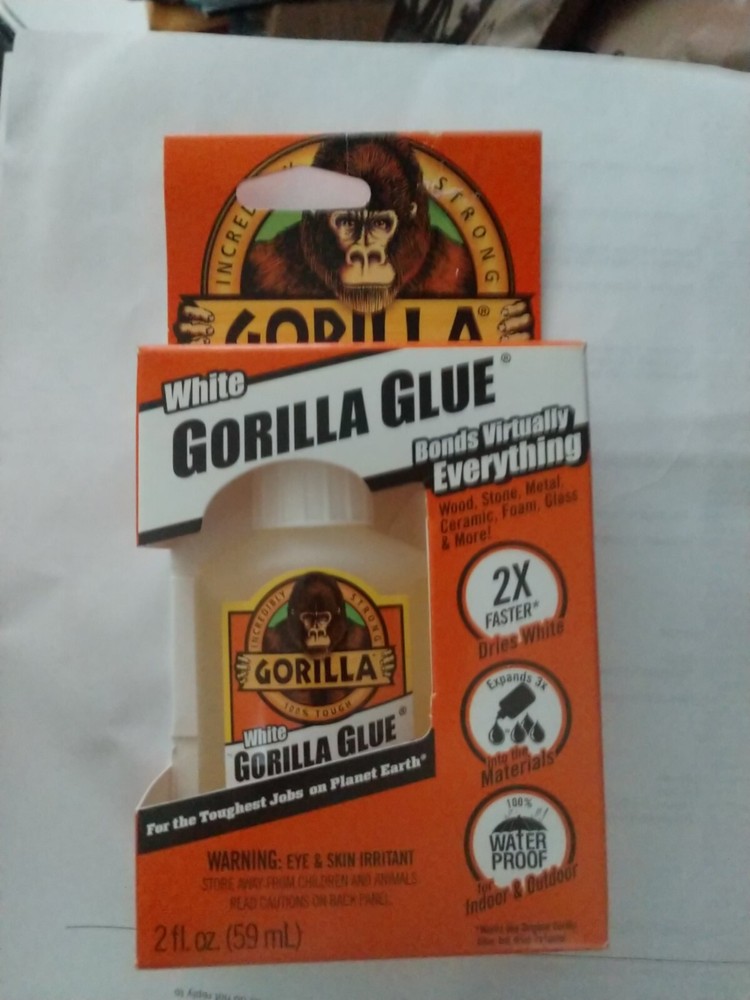 STRONG
GORILLA®
White
GORILLA GLUE®
Bonds Virtually
Everything
Wood, Stone, Metal,
Ceramic, Foam, Glass
& More!
2X
FASTER*
Dries White
Expands 3x
into the
Materials
100%
WATER
PROOF
for
Indoor & Outdoor
INCREDIBLY STRONG
GORILLA
100% TOUGH
White
GORILLA GLUE®
For the Toughest Jobs on Planet Earth®
WARNING: EYE & SKIN IRRITANT
STORE AWAY FROM CHILDREN AND ANIMALS.
READ CAUTIONS ON BACK PANEL.
2 fl. oz. (59 mL)